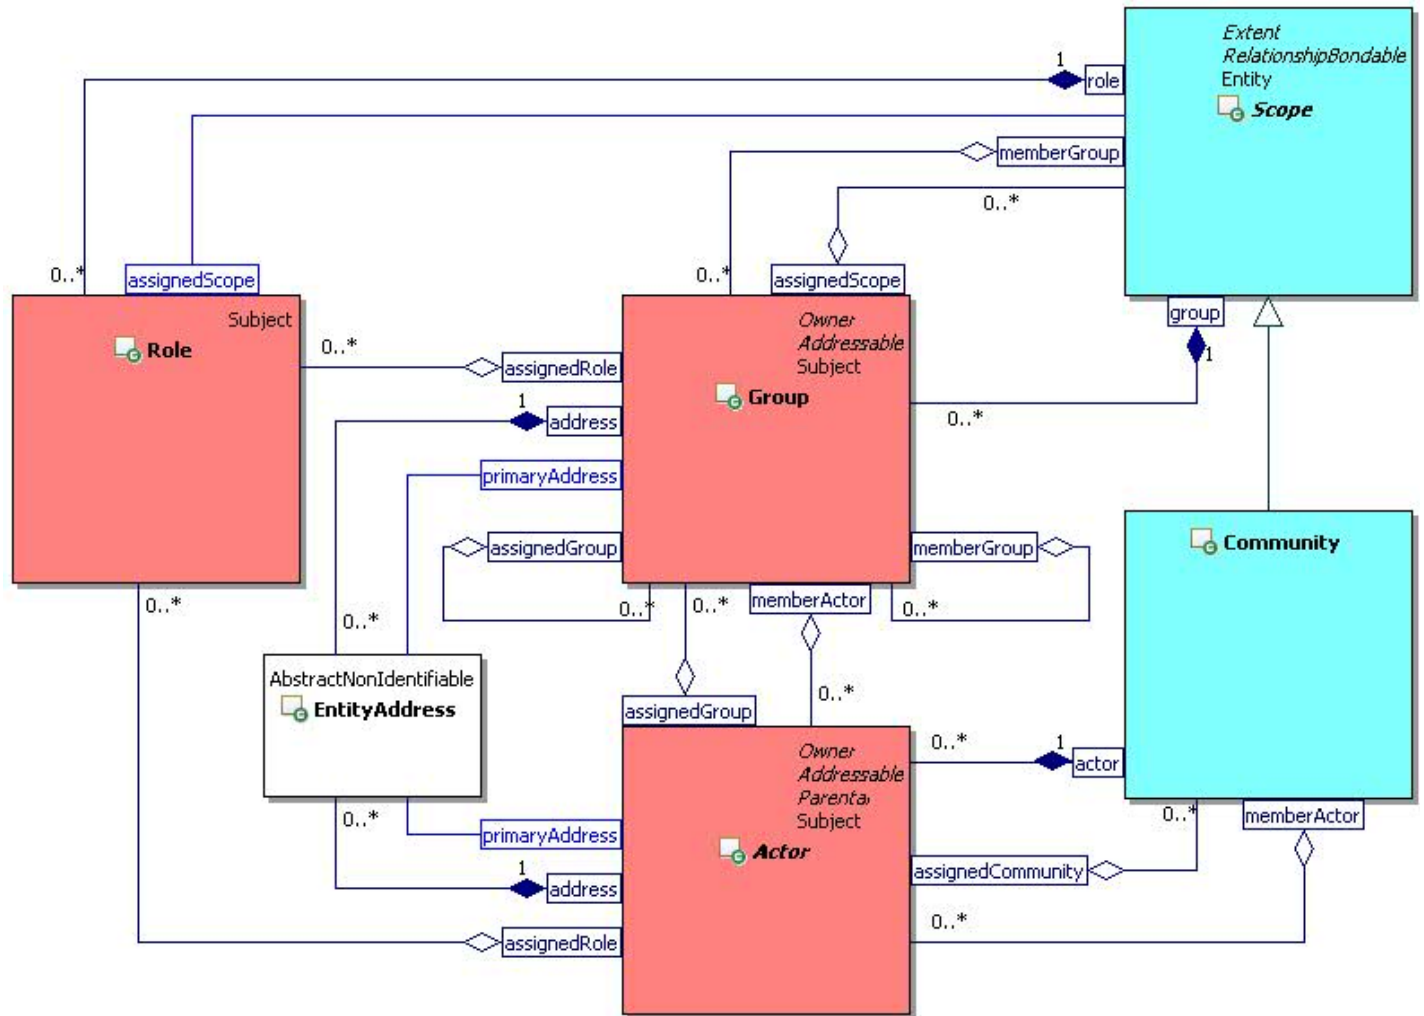 Extent
RelationshipBondable
Entity
Scope
1
role
memberGroup
0..*
0..*
assignedScope
0..*
assignedScope
group
1
Subject
Role
0..*
assignedRole
Owner
Addressable
Subject
Group
1
address
0..*
primaryAddress
assignedGroup
memberGroup
Community
0..*
0..*
0..*
memberActor
0..*
0..*
AbstractNonIdentifiable
EntityAddress
0..*
assignedGroup
0..*
1
actor
Owner
Addressable
Parental
Subject
Actor
0..*
primaryAddress
0..*
memberActor
assignedCommunity
1
address
0..*
assignedRole